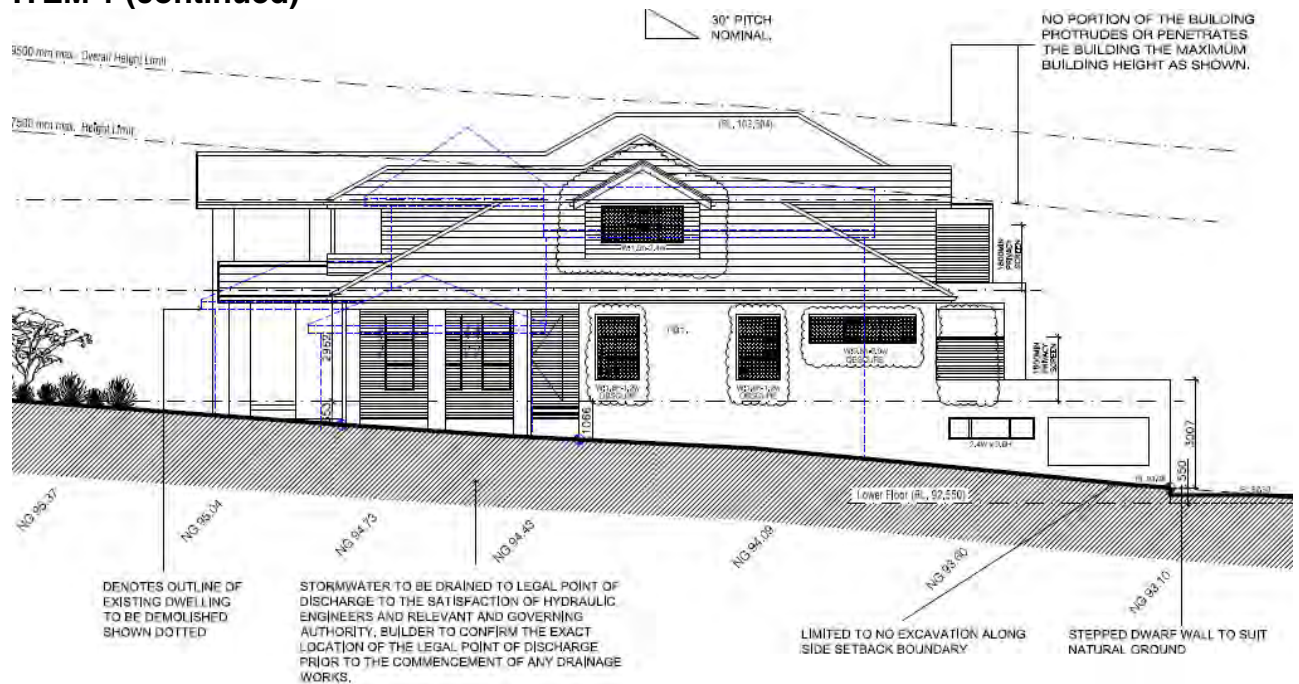 ITEM 1 (continued)
30° PITCH
NOMINAL.
NO PORTION OF THE BUILDING
PROTRUDES OR PENETRATES
THE BUILDING THE MAXIMUM
BUILDING HEIGHT AS SHOWN.
9500 mm max. Overall Height Limit
7500 mm max. Height Limit
1800MIN
PRIVACY
SCREEN
OBSCURE
2952
OBSCURE
OBSCURE
PRIVACY
SCREEN
1066
3007
550
Lower Floor (RL, 92,550)
NG 95.37
NG 95.04
NG 94.73
NG 94.43
NG 94.09
NG 93.60
NG 93.10
DENOTES OUTLINE OF
EXISTING DWELLING
TO BE DEMOLISHED
SHOWN DOTTED
STORMWATER TO BE DRAINED TO LEGAL POINT OF
DISCHARGE TO THE SATISFACTION OF HYDRAULIC
ENGINEERS AND RELEVANT AND GOVERNING
AUTHORITY, BUILDER TO CONFIRM THE EXACT
LOCATION OF THE LEGAL POINT OF DISCHARGE
PRIOR TO THE COMMENCEMENT OF ANY DRAINAGE
WORKS.
LIMITED TO NO EXCAVATION ALONG
SIDE SETBACK BOUNDARY
STEPPED DWARF WALL TO SUIT
NATURAL GROUND